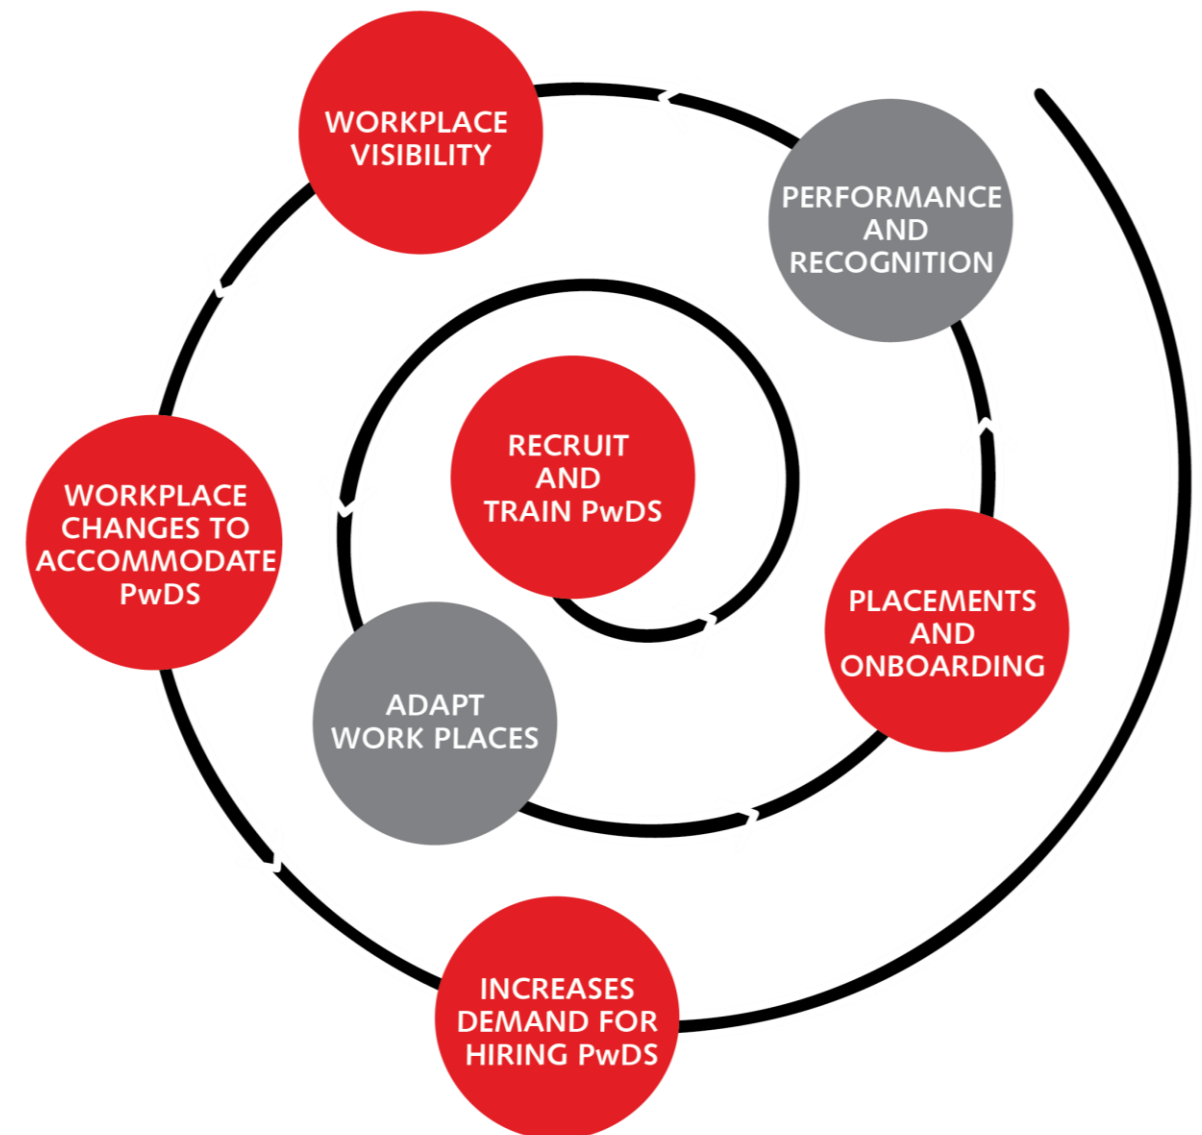 WORKPLACE
VISIBILITY
PERFORMANCE
AND
RECOGNITION
RECRUIT
AND
TRAIN PwDS
WORKPLACE
CHANGES TO
ACCOMMODATE
PwDS
PLACEMENTS
AND
ONBOARDING
ADAPT
WORK PLACES
INCREASES
DEMAND FOR
HIRING PwDS